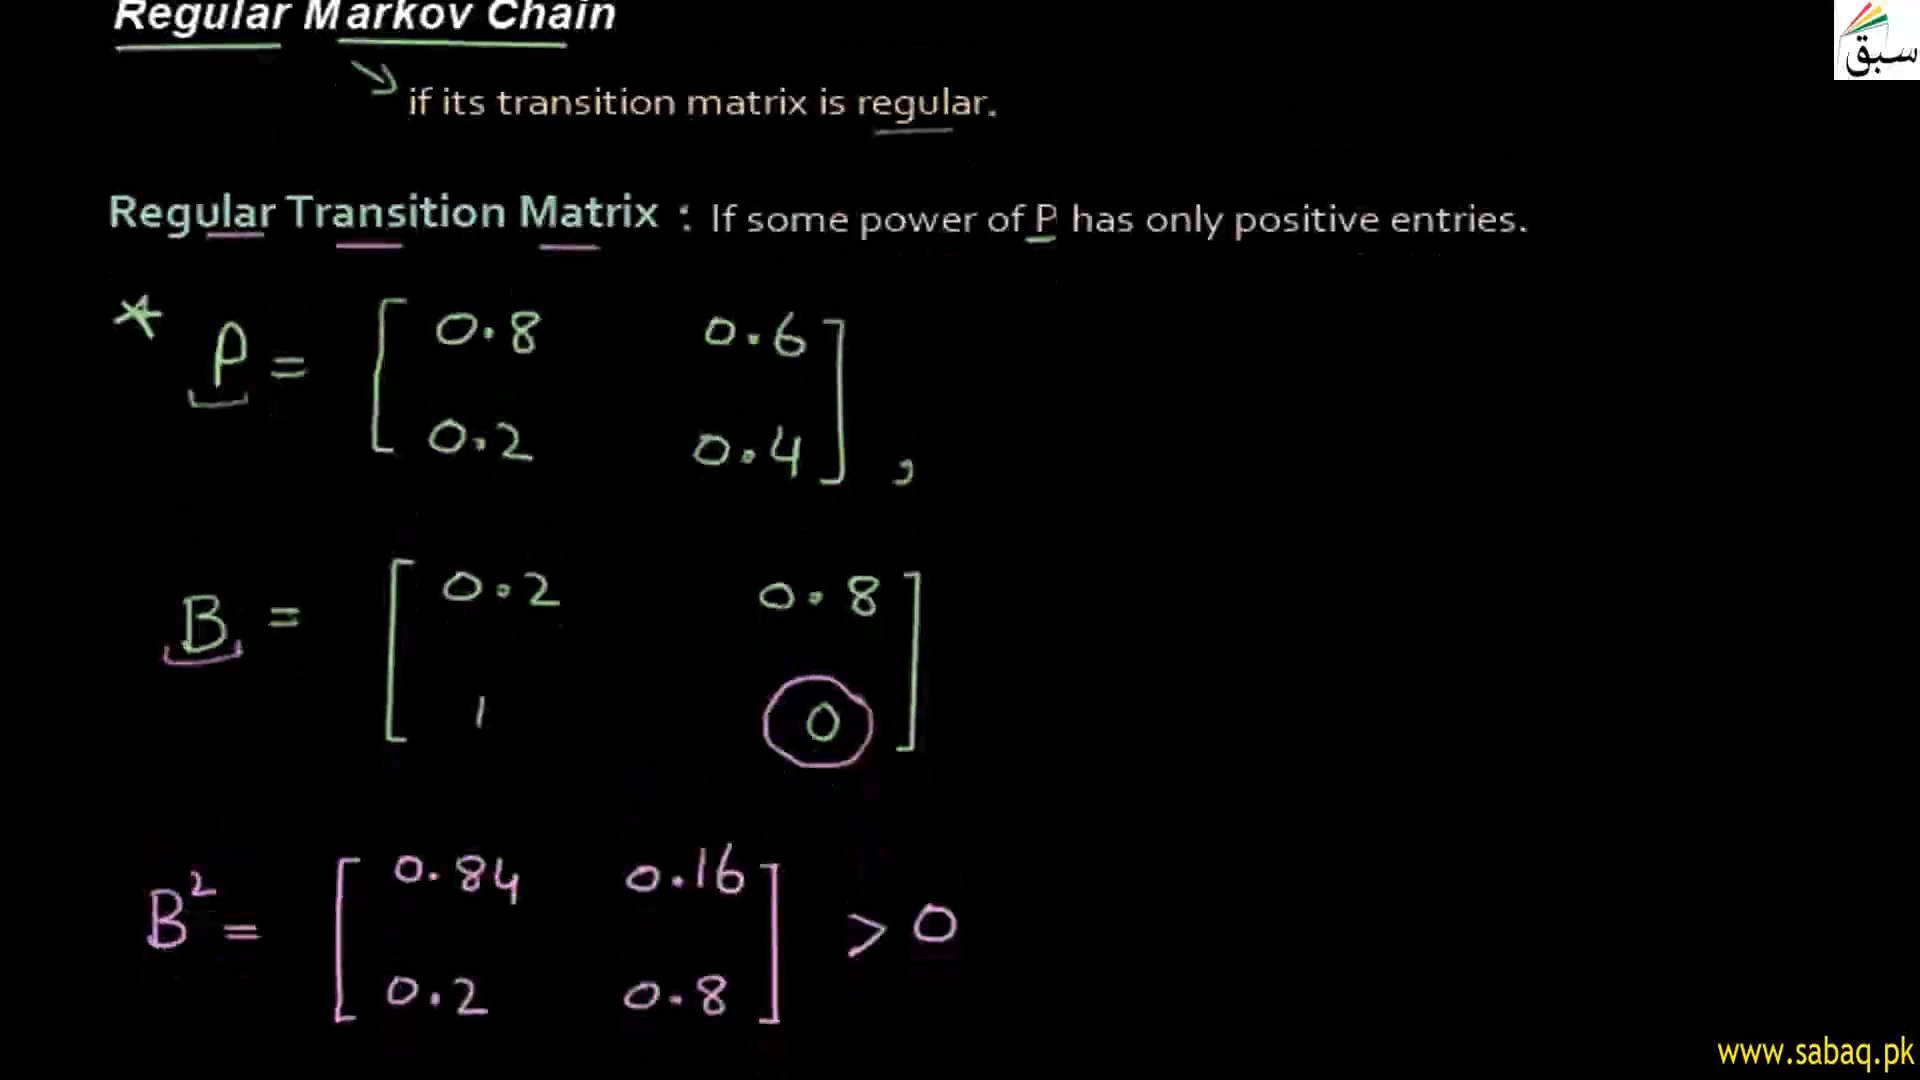 Regular Markov Chain
سبق
if its transition matrix is regular.
Regular Transition Matrix : If some power of P has only positive entries.
* P = [ 0.8 0.6
0.2 0.4 ] ,
B = [ 0.2 0.8
1 0 ]
B² = [ 0.84 0.16
0.2 0.8 ] > 0
www.sabaq.pk